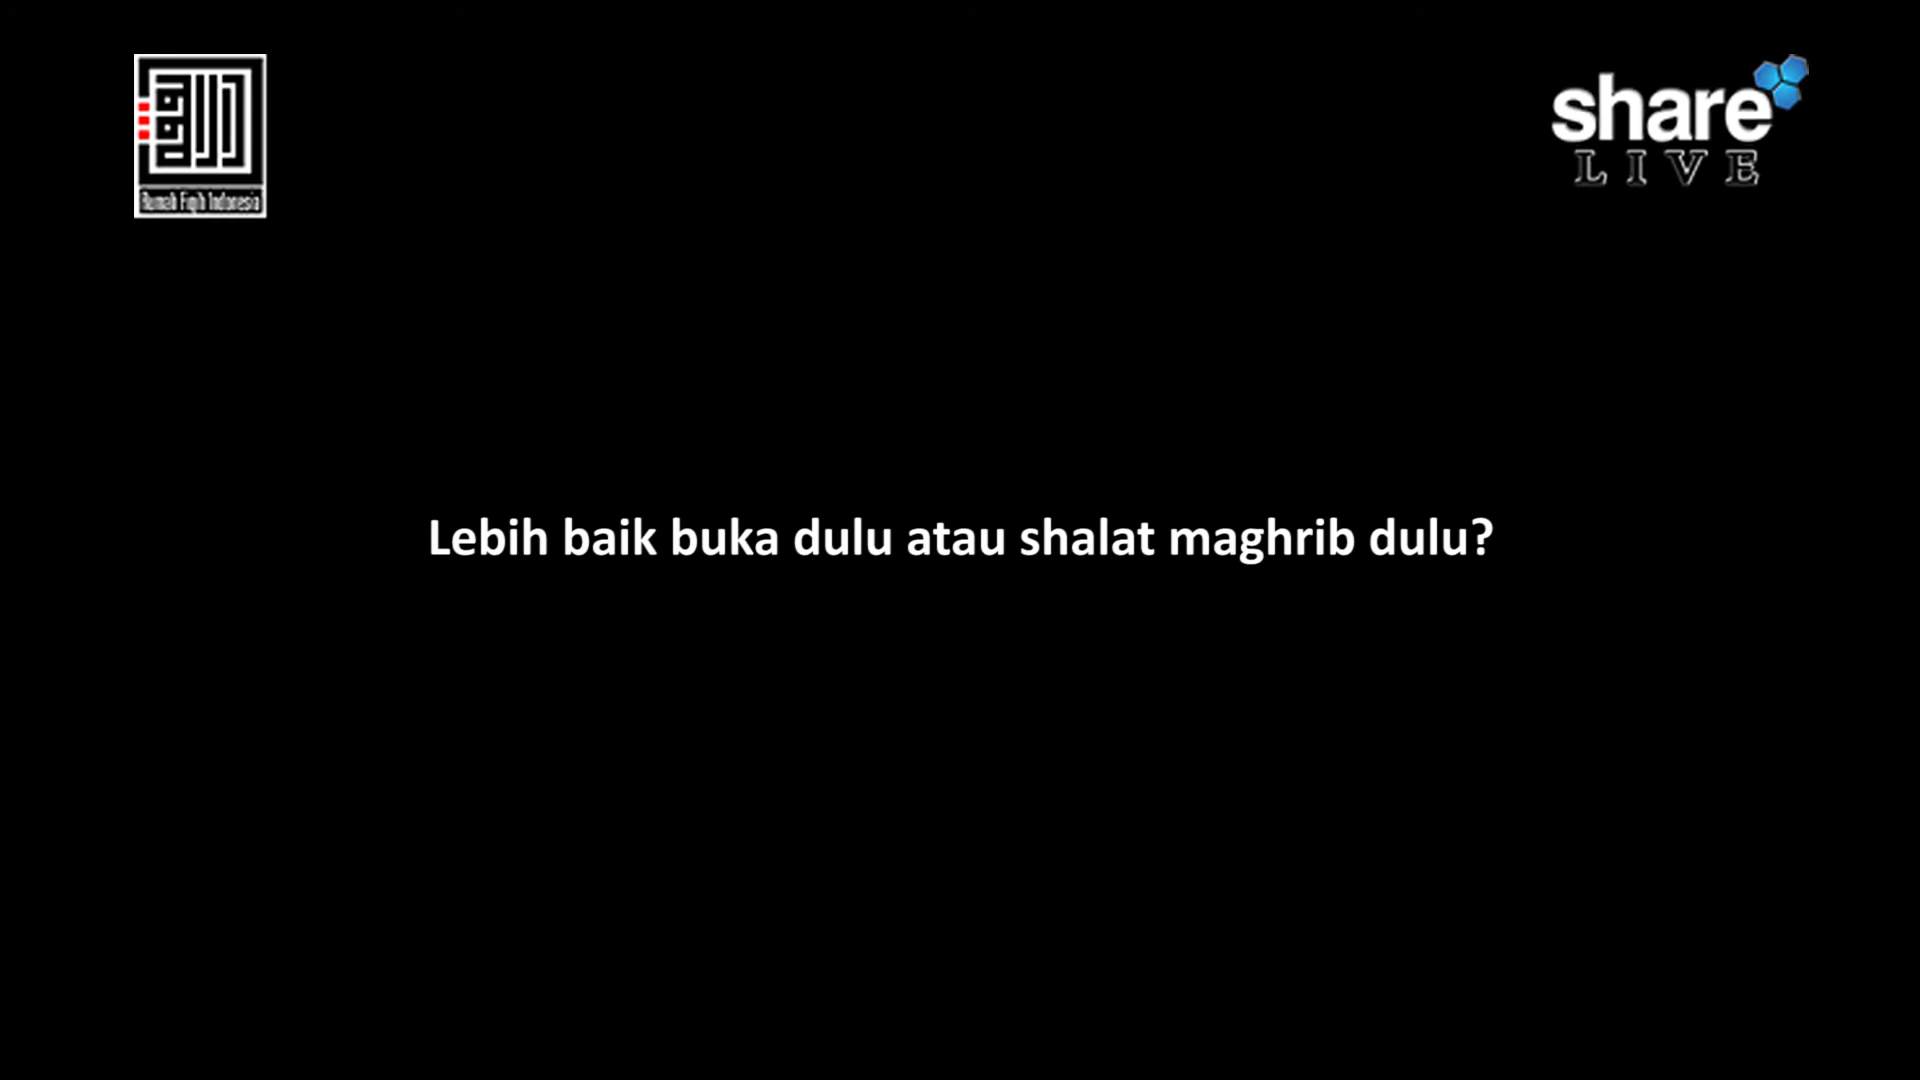 Rumah Fiqih Indonesia
share
LIVE
Lebih baik buka dulu atau shalat maghrib dulu?